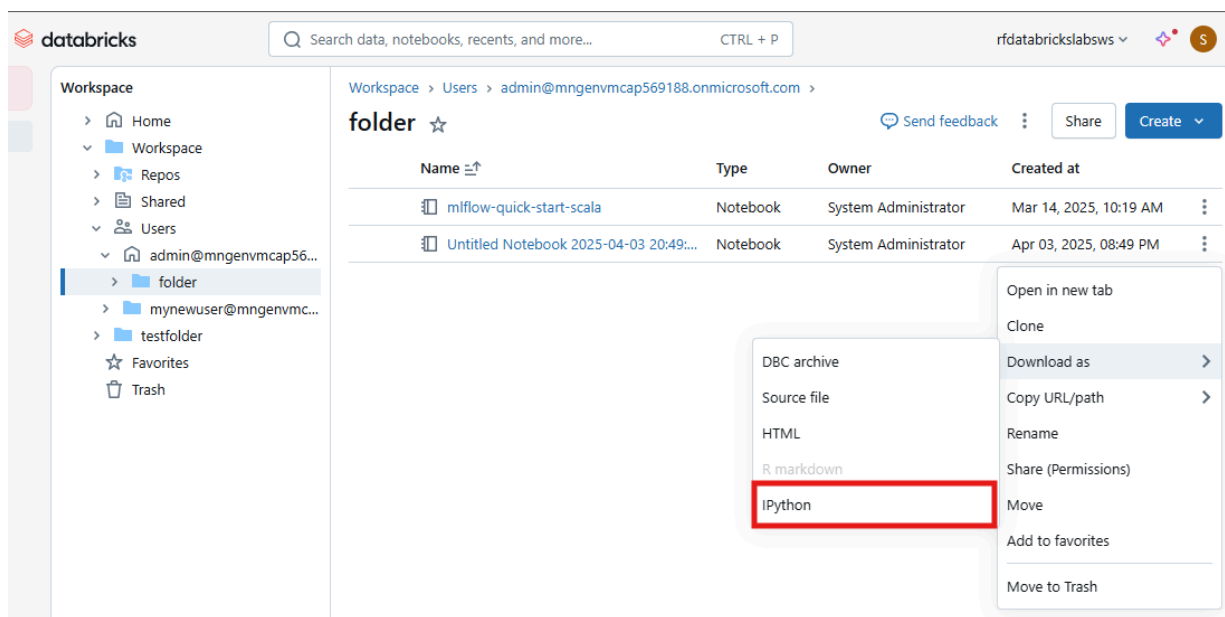 databricks
Search data, notebooks, recents, and more... CTRL + P
rfdatabrickslabsws
S
Workspace
Home
Workspace
Repos
Shared
Users
admin@mngenvmcap56...
folder
mynewuser@mngenvmc...
testfolder
Favorites
Trash
Workspace > Users > admin@mngenvmcap569188.onmicrosoft.com >
folder
Send feedback
Share
Create
Name Type Owner Created at
mlflow-quick-start-scala Notebook System Administrator Mar 14, 2025, 10:19 AM
Untitled Notebook 2025-04-03 20:49:... Notebook System Administrator Apr 03, 2025, 08:49 PM
Open in new tab
Clone
Download as
Copy URL/path
Rename
Share (Permissions)
Move
Add to favorites
Move to Trash
DBC archive
Source file
HTML
R markdown
IPython